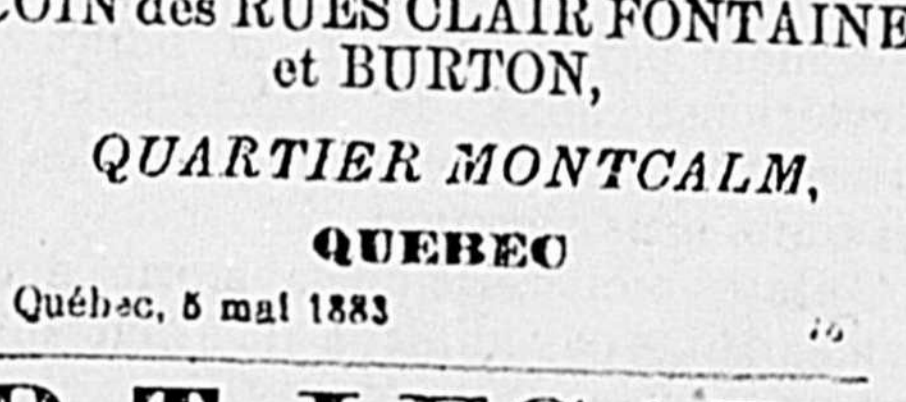 COIN des RUES CLAIR FONTAINE
et BURTON,
QUARTIER MONTCALM,
QUEBEC
Québec, 5 mai 1883